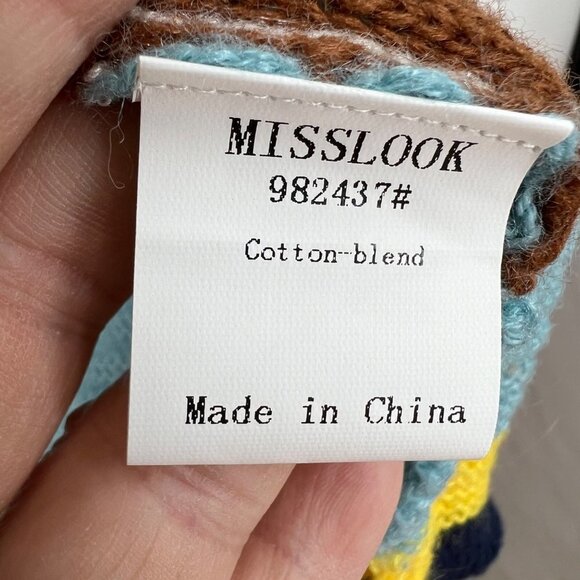 MISSLOOK
982437#
Cotton-blend
Made in China